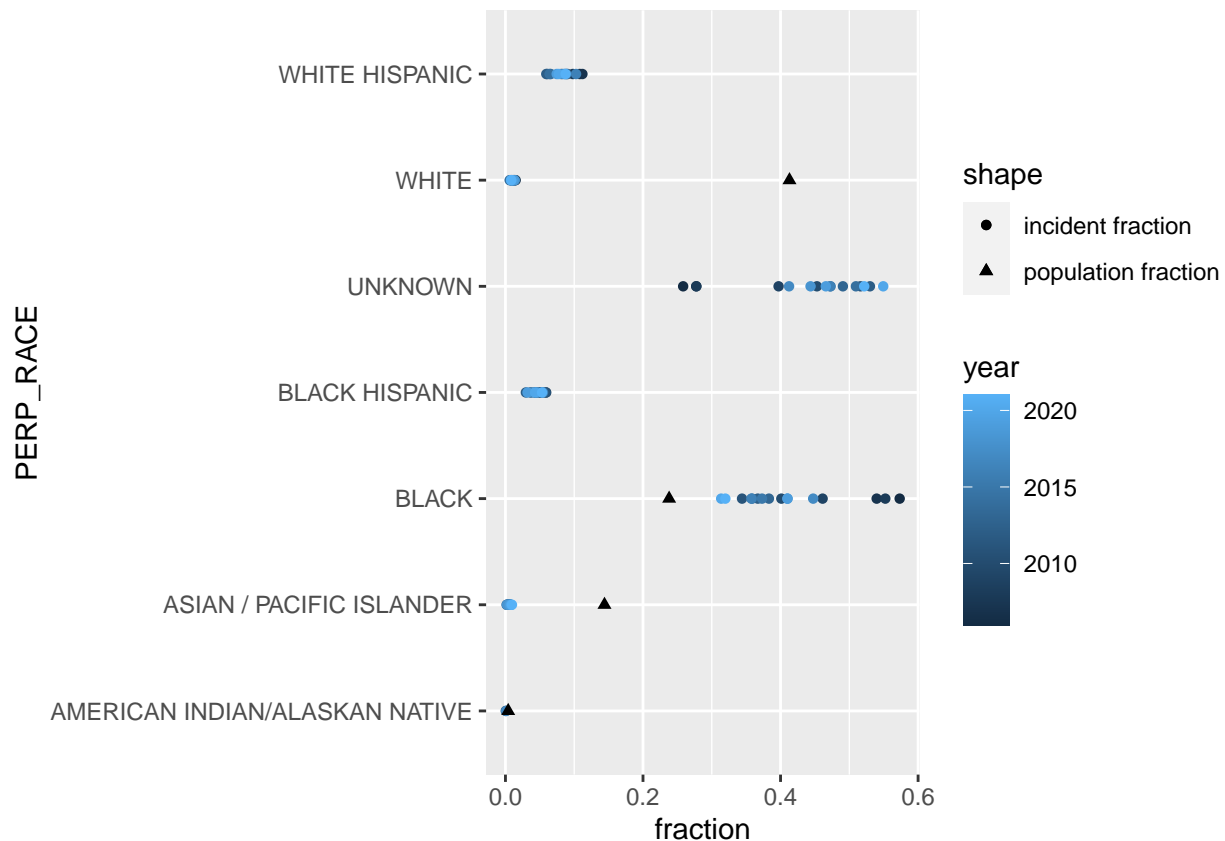 WHITE HISPANIC
WHITE
UNKNOWN
BLACK HISPANIC
BLACK
ASIAN / PACIFIC ISLANDER
AMERICAN INDIAN/ALASKAN NATIVE
PERP_RACE
0.0
0.2
0.4
0.6
fraction
shape
incident fraction
population fraction
year
2020
2015
2010